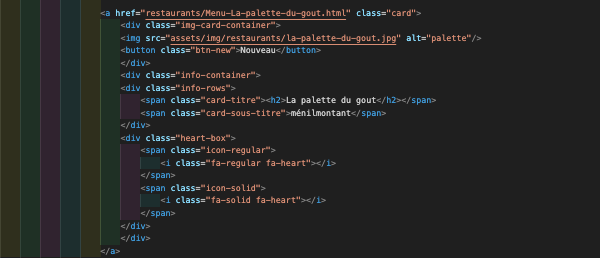 <a href="restaurants/Menu-La-palette-du-gout.html" class="card">
<div class="img-card-container">
<img src="assets/img/restaurants/la-palette-du-gout.jpg" alt="palette"/>
<button class="btn-new">Nouveau</button>
</div>
<div class="info-container">
<div class="info-rows">
<span class="card-titre"><h2>La palette du gout</h2></span>
<span class="card-sous-titre">ménilmontant</span>
</div>
<div class="heart-box">
<span class="icon-regular">
<i class="fa-regular fa-heart"></i>
</span>
<span class="icon-solid">
<i class="fa-solid fa-heart"></i>
</span>
</div>
</div>
</a>